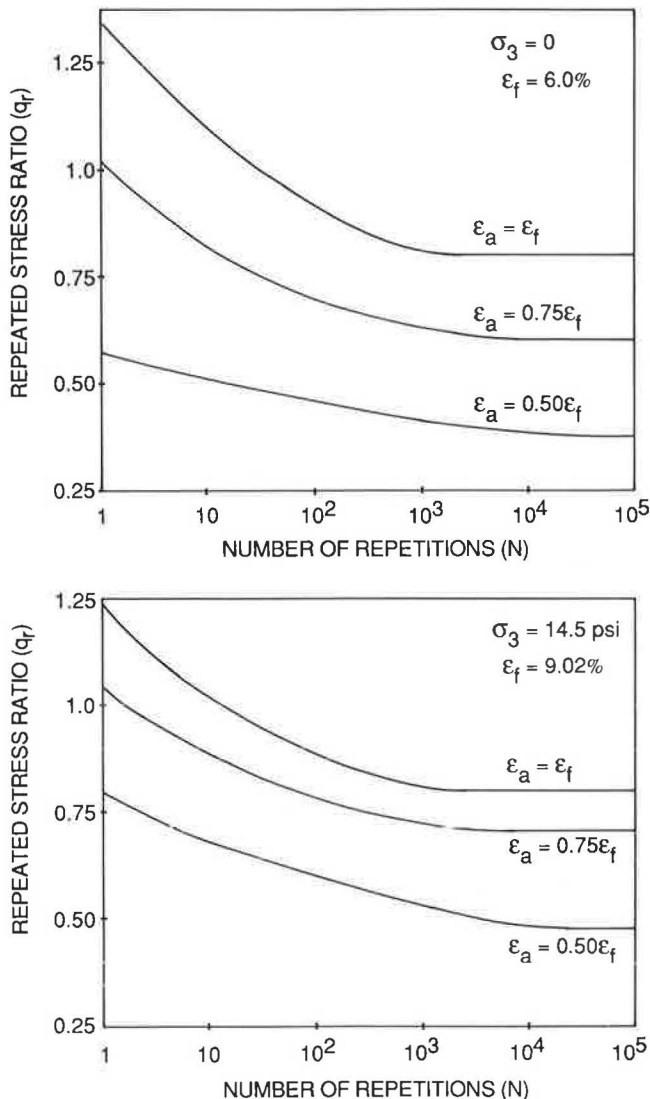 REPEATED STRESS RATIO (qr)
1.25
1.0
0.75
0.50
0.25
σ3 = 0
εf = 6.0%
εa = εf
εa = 0.75εf
εa = 0.50εf
1 10 10² 10³ 10⁴ 10⁵
NUMBER OF REPETITIONS (N)
REPEATED STRESS RATIO (qr)
1.25
1.0
0.75
0.50
0.25
σ3 = 14.5 psi
εf = 9.02%
εa = εf
εa = 0.75εf
εa = 0.50εf
1 10 10² 10³ 10⁴ 10⁵
NUMBER OF REPETITIONS (N)